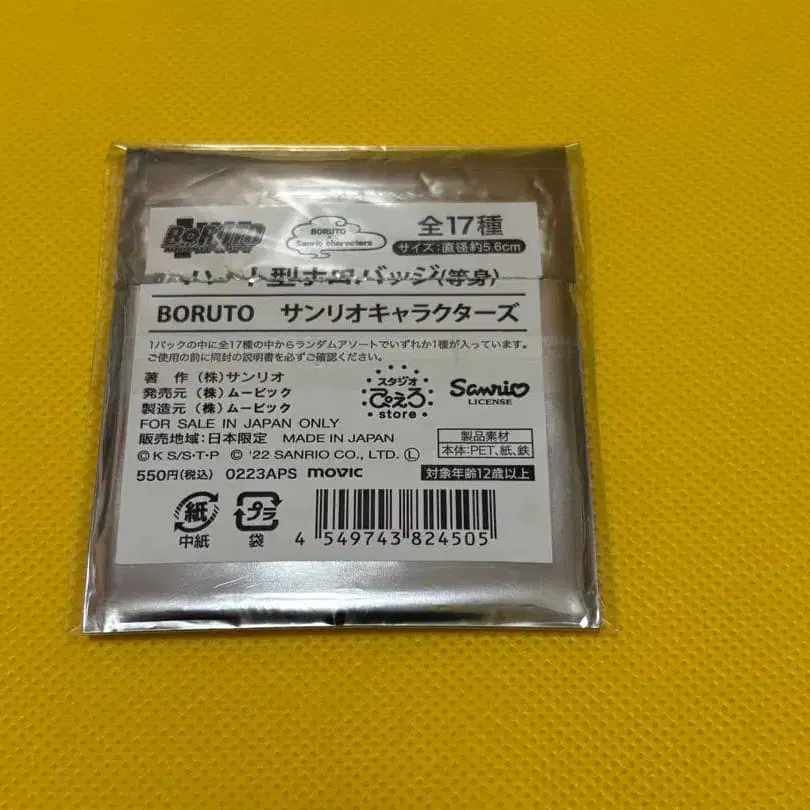 BORUTO
BORUTO
×
Sanrio characters
全17種
サイズ:直径約5.6cm
バッジ(等身)
BORUTO サンリオキャラクターズ
1パックの中に全17種の中からランダムアソートでいずれか1種が入っています。
ご使用の前に同封の説明書を必ずご確認ください。
著 作 (株)サンリオ
発売元 (株)ムービック
製造元 (株)ムービック
FOR SALE IN JAPAN ONLY
販売地域:日本限定 MADE IN JAPAN
©K S/S・T・P © '22 SANRIO CO., LTD. Ⓛ
550円(税込) 0223APS movic
スタジオ
ぴえろ
store
Sanrio
LICENSE
製品素材
本体:PET、紙、鉄
対象年齢12歳以上
紙
中紙
プラ
袋
4 549743 824505